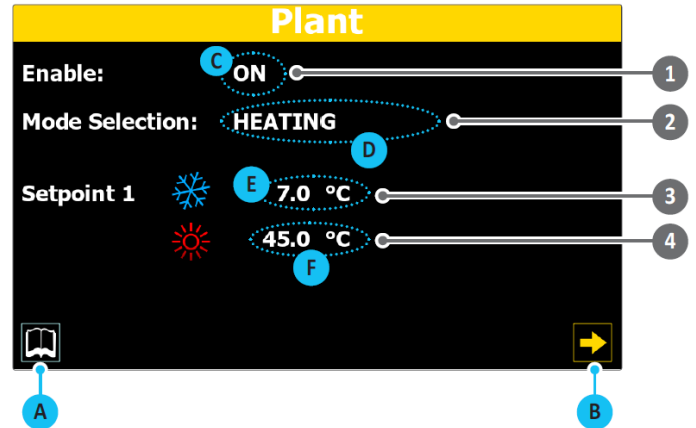 Plant
C
Enable: ON 1
Mode Selection: HEATING 2
D
Setpoint 1 E 7.0 °C 3
45.0 °C 4
F
A B